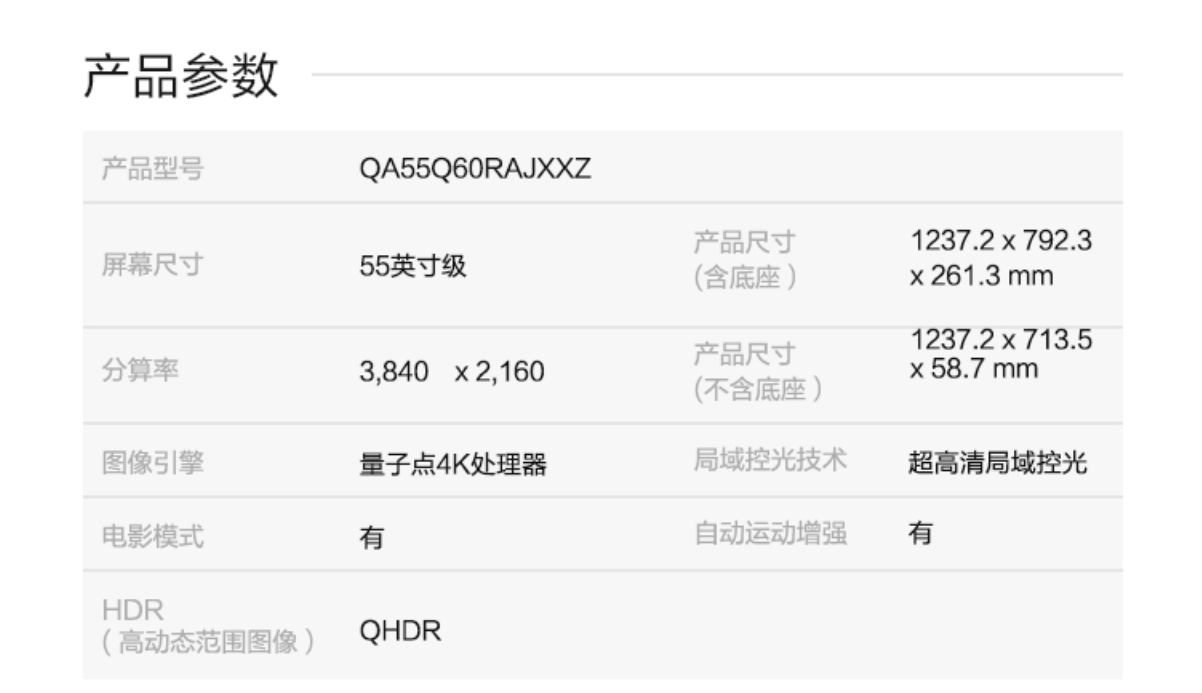 产品参数
产品型号 QA55Q60RAJXXZ
屏幕尺寸 55英寸级
产品尺寸
(含底座）
1237.2 x 792.3
x 261.3 mm
分算率 3,840 x 2,160
产品尺寸
(不含底座）
1237.2 x 713.5
x 58.7 mm
图像引擎 量子点4K处理器 局域控光技术 超高清局域控光
电影模式 有 自动运动增强 有
HDR
（高动态范围图像）
QHDR